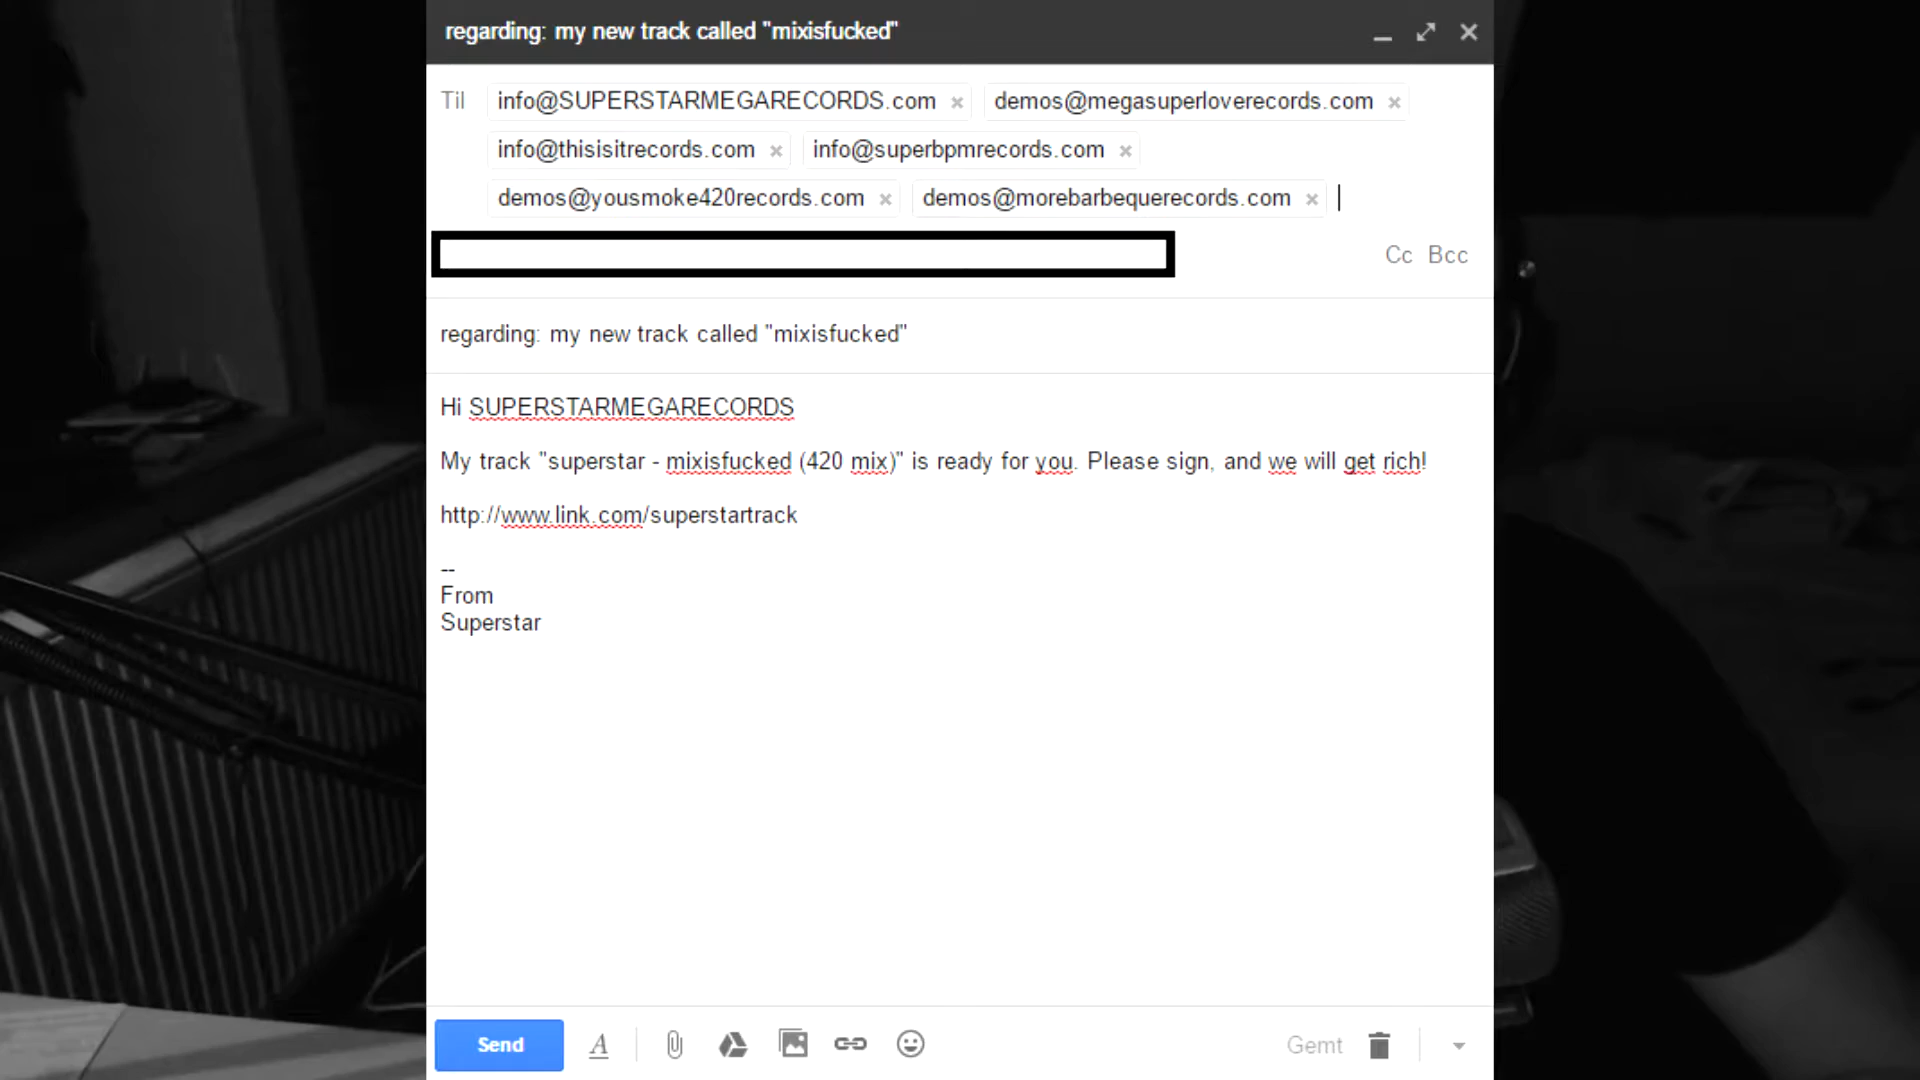 regarding: my new track called "mixisfucked"
Til info@SUPERSTARMEGARECORDS.com demos@megasuperloverecords.com
info@thisisitrecords.com info@superbpmrecords.com
demos@yousmoke420records.com demos@morebarbequerecords.com
Cc Bcc
regarding: my new track called "mixisfucked"
Hi SUPERSTARMEGARECORDS
My track "superstar - mixisfucked (420 mix)" is ready for you. Please sign, and we will get rich!
http://www.link.com/superstartrack
--
From
Superstar
Send A Gemt